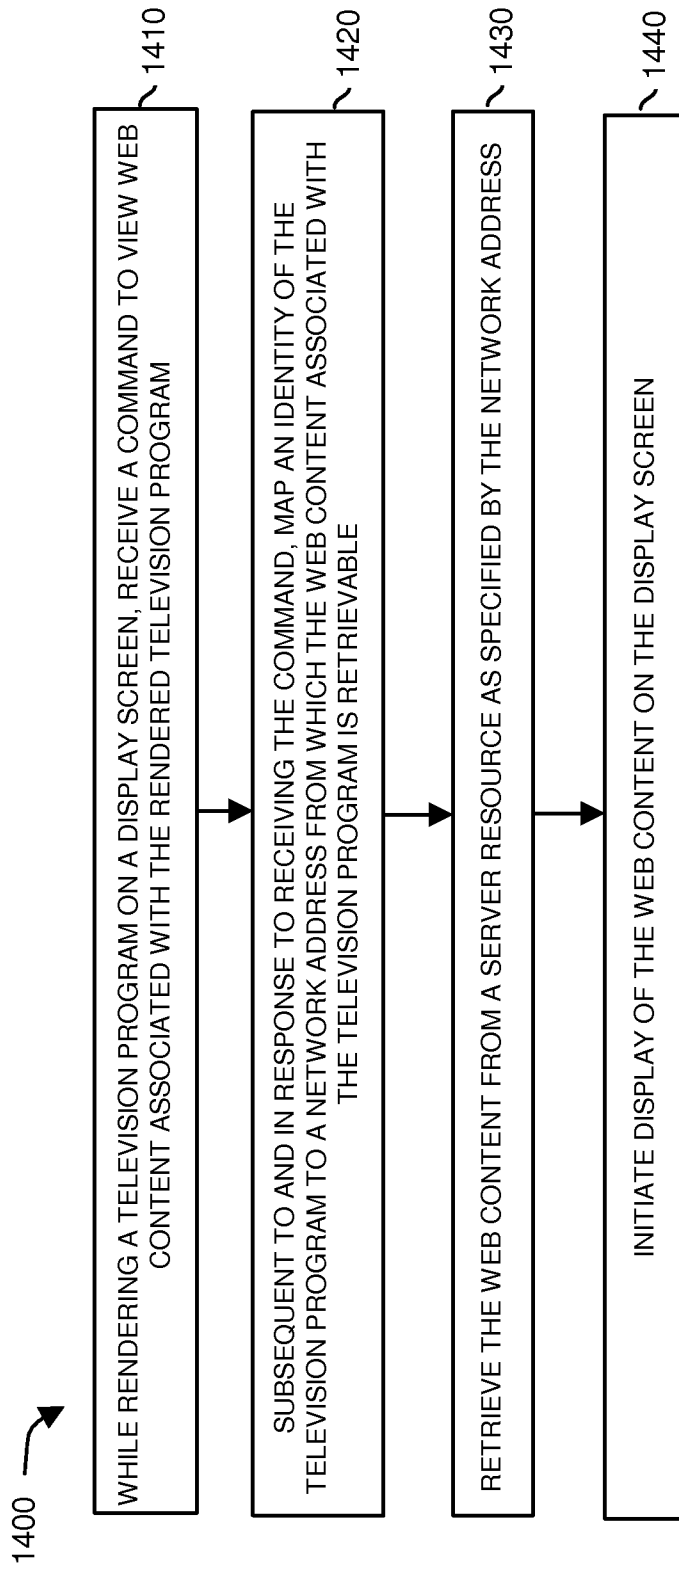 1400
WHILE RENDERING A TELEVISION PROGRAM ON A DISPLAY SCREEN, RECEIVE A COMMAND TO VIEW WEB
CONTENT ASSOCIATED WITH THE RENDERED TELEVISION PROGRAM
1410
SUBSEQUENT TO AND IN RESPONSE TO RECEIVING THE COMMAND, MAP AN IDENTITY OF THE
TELEVISION PROGRAM TO A NETWORK ADDRESS FROM WHICH THE WEB CONTENT ASSOCIATED WITH
THE TELEVISION PROGRAM IS RETRIEVABLE
1420
RETRIEVE THE WEB CONTENT FROM A SERVER RESOURCE AS SPECIFIED BY THE NETWORK ADDRESS
1430
INITIATE DISPLAY OF THE WEB CONTENT ON THE DISPLAY SCREEN
1440